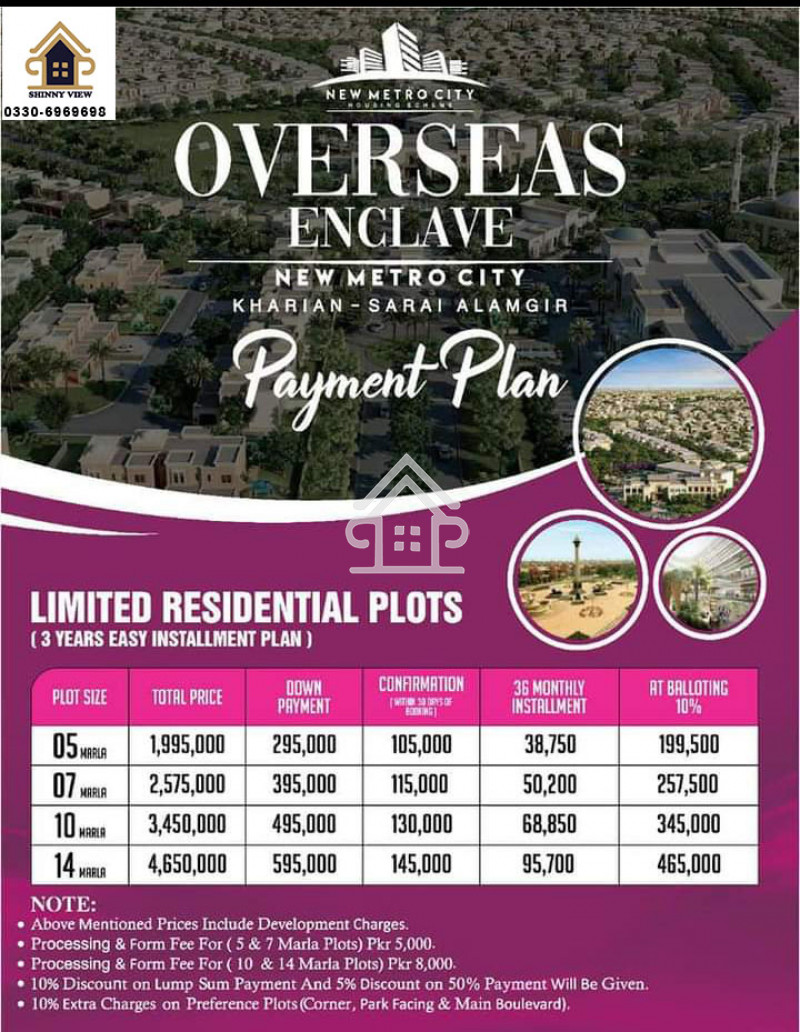 SHINNY VIEW
0330-6969698
NEW METRO CITY
HOUSING SCHEME
OVERSEAS
ENCLAVE
NEW METRO CITY
KHARIAN - SARAI ALAMGIR
Payment Plan
LIMITED RESIDENTIAL PLOTS
( 3 YEARS EASY INSTALLMENT PLAN )
PLOT SIZE TOTAL PRICE DOWN PAYMENT CONFIRMATION (WITHIN 30 DAYS OF BOOKING) 36 MONTHLY INSTALLMENT AT BALLOTING 10%
05 MARLA 1,995,000 295,000 105,000 38,750 199,500
07 MARLA 2,575,000 395,000 115,000 50,200 257,500
10 MARLA 3,450,000 495,000 130,000 68,850 345,000
14 MARLA 4,650,000 595,000 145,000 95,700 465,000
NOTE:
• Above Mentioned Prices Include Development Charges.
• Processing & Form Fee For ( 5 & 7 Marla Plots) Pkr 5,000.
• Processing & Form Fee For ( 10 & 14 Marla Plots) Pkr 8,000.
• 10% Discount on Lump Sum Payment And 5% Discount on 50% Payment Will Be Given.
• 10% Extra Charges on Preference Plots (Corner, Park Facing & Main Boulevard).